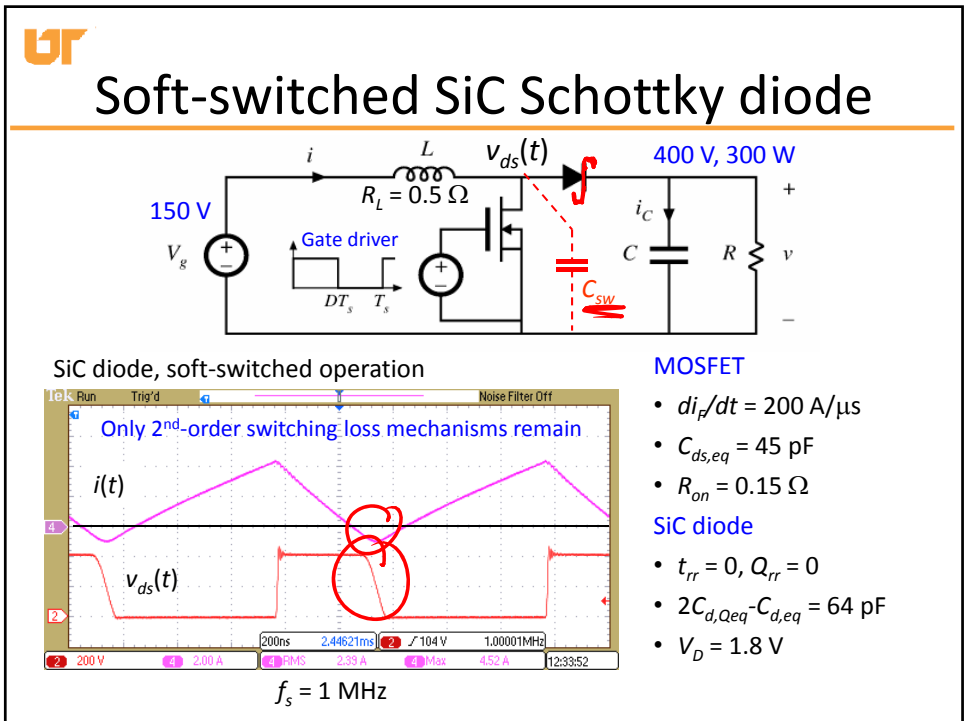 UT
Soft-switched SiC Schottky diode
i
L
v_ds(t)
400 V, 300 W
R_L = 0.5 Ω
+
150 V
i_C
Gate driver
V_g
+
−
+
−
C
R
v
DT_s
T_s
C_sw
−
SiC diode, soft-switched operation
Tek Run Trig'd Noise Filter Off
Only 2nd-order switching loss mechanisms remain
i(t)
4
v_ds(t)
2
200ns 2.44621ms 2 104 V 1.00001MHz
2 200 V 4 2.00 A 4 RMS 2.39 A 4 Max 4.52 A 12:33:52
f_s = 1 MHz
MOSFET
• di_F/dt = 200 A/μs
• C_ds,eq = 45 pF
• R_on = 0.15 Ω
SiC diode
• t_rr = 0, Q_rr = 0
• 2C_d,Qeq-C_d,eq = 64 pF
• V_D = 1.8 V